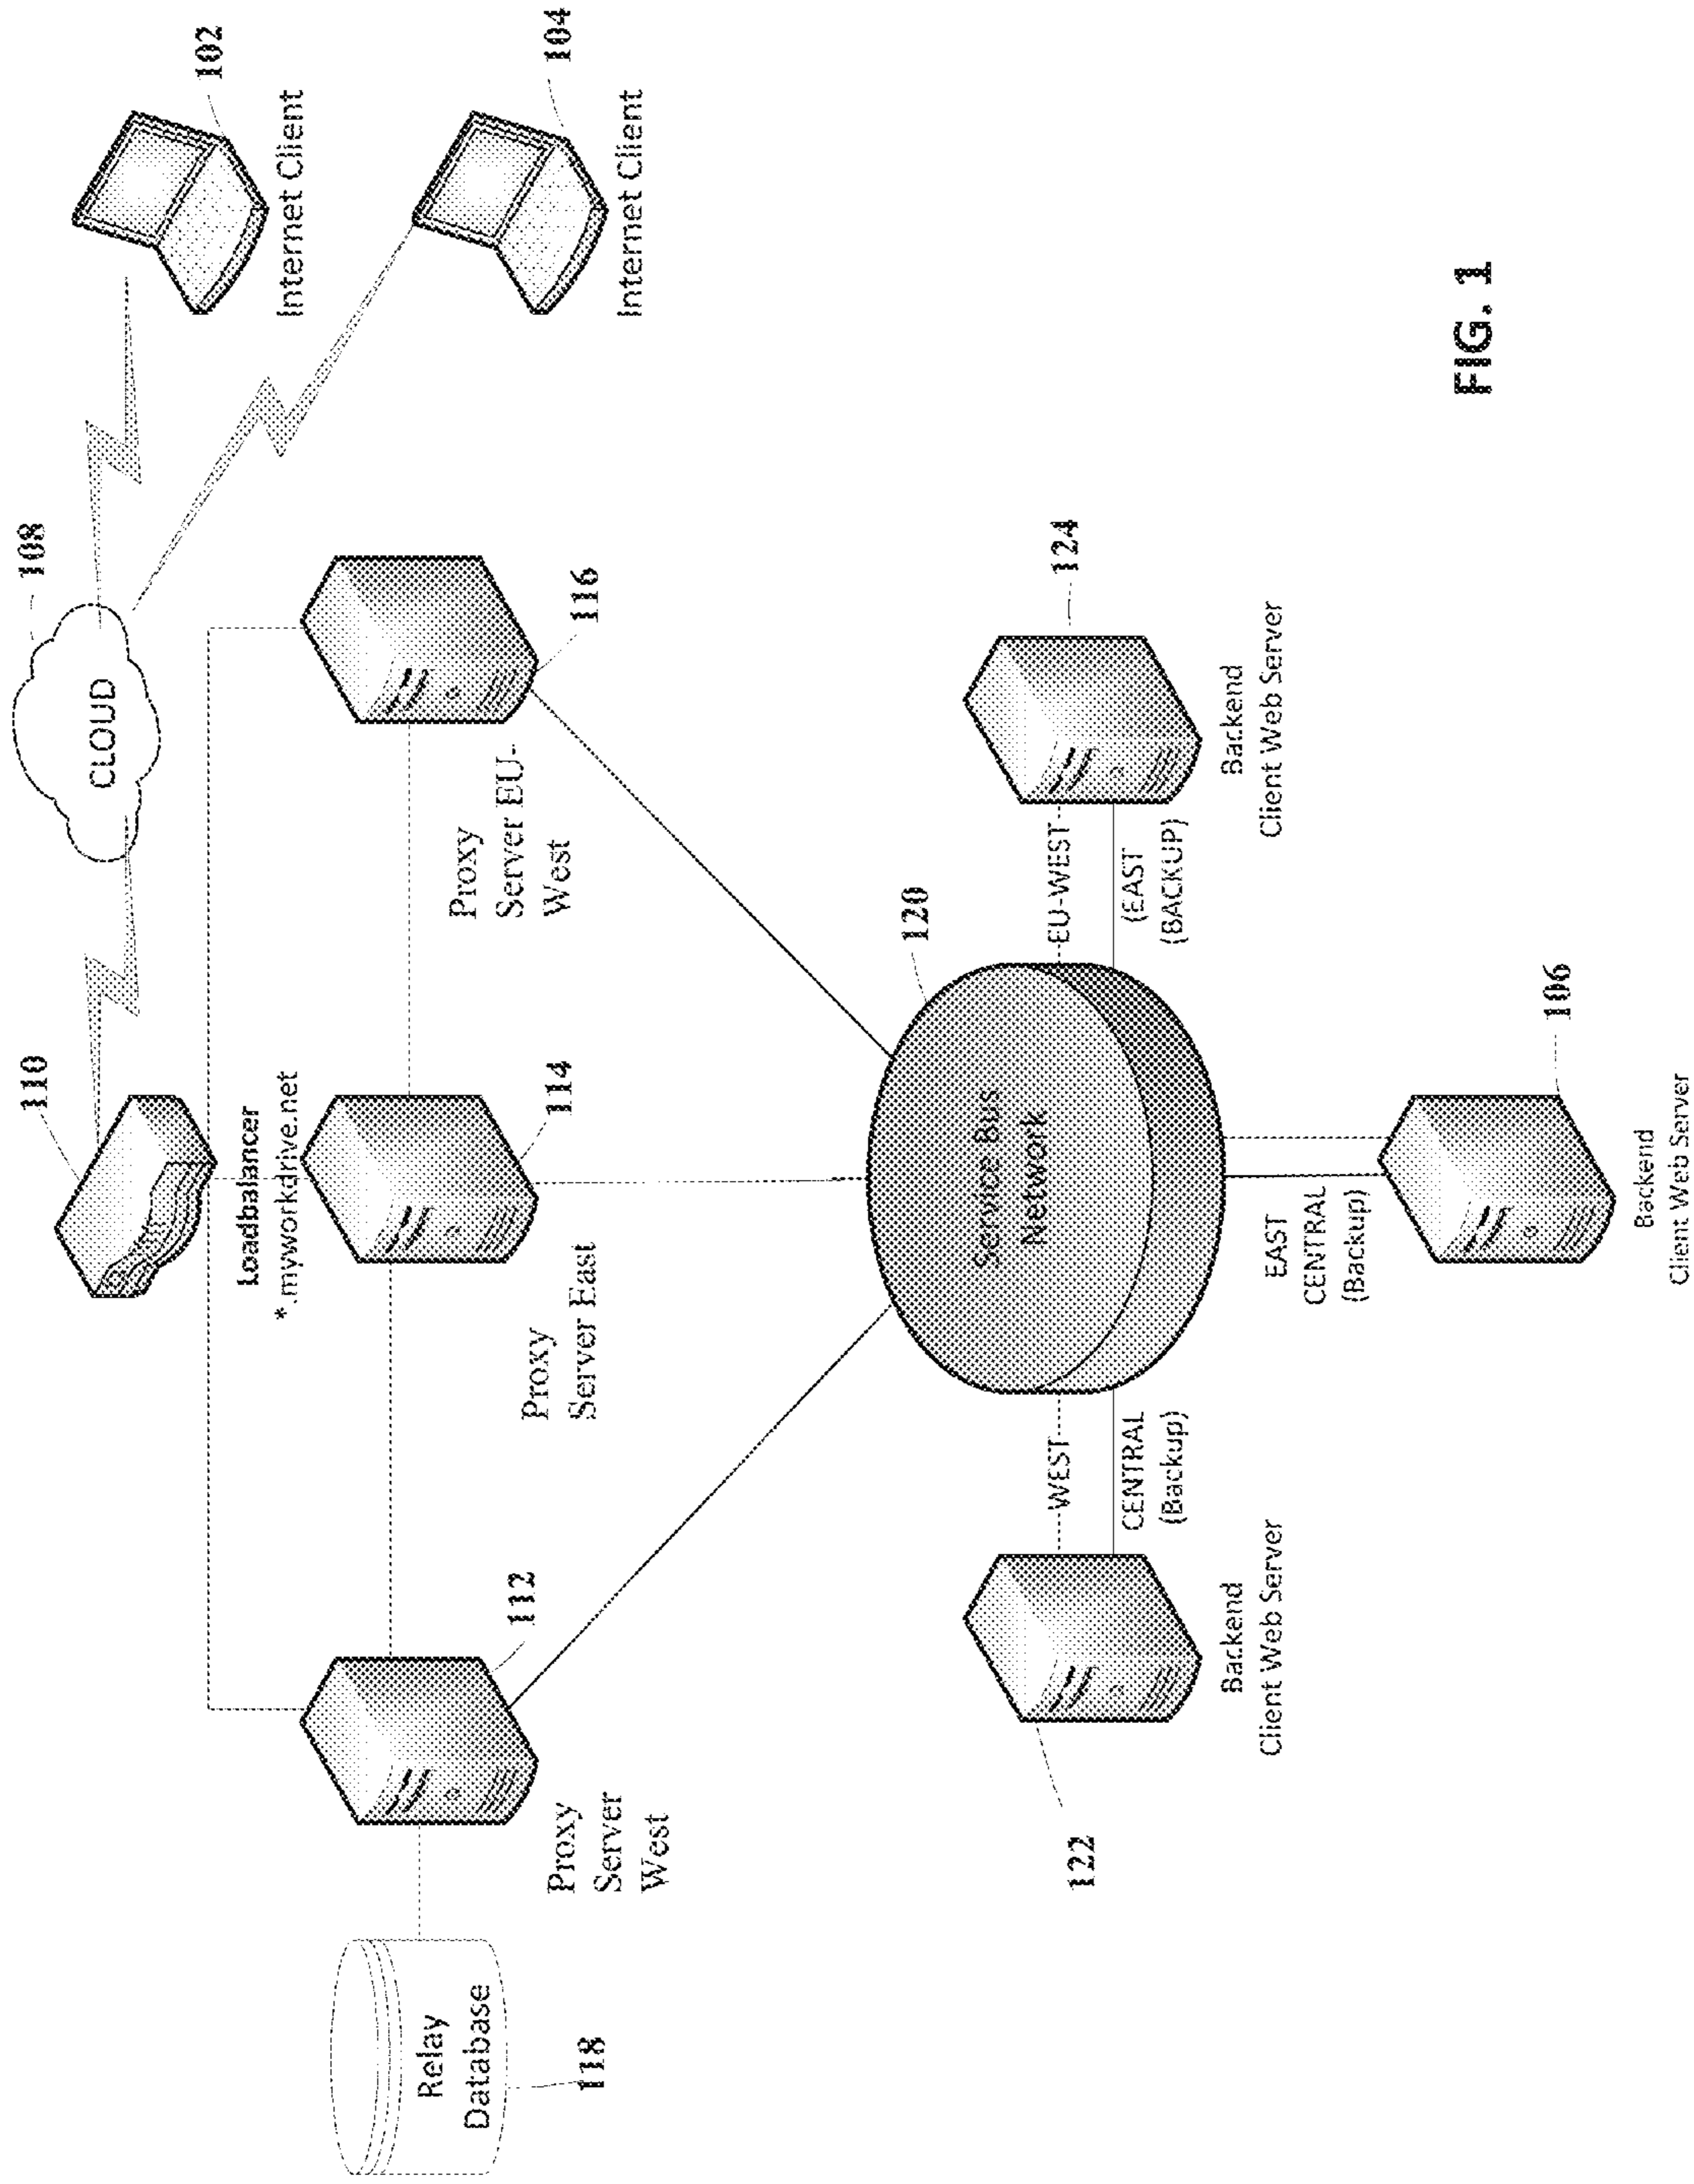 110
108
CLOUD
102
Internet Client
104
Internet Client
Loadbalancer
*.myworkdrive.net
Relay
Database
118
Proxy
Server
West
112
Proxy
Server East
114
Proxy
Server EU-
West
116
120
Service Bus
Network
122
Backend
Client Web Server
WEST
CENTRAL
(Backup)
EAST
CENTRAL
(Backup)
EU-WEST
(EAST
(BACKUP)
124
Backend
Client Web Server
106
Backend
Client Web Server
FIG. 1